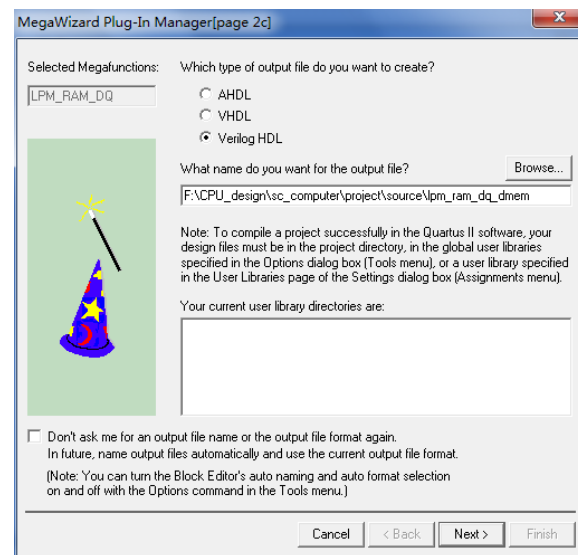 MegaWizard Plug-In Manager[page 2c]
Selected Megafunctions:
LPM_RAM_DQ
Which type of output file do you want to create?
AHDL
VHDL
Verilog HDL
What name do you want for the output file?
Browse...
F:\CPU_design\sc_computer\project\source\lpm_ram_dq_dmem
Note: To compile a project successfully in the Quartus II software, your
design files must be in the project directory, in the global user libraries
specified in the Options dialog box (Tools menu), or a user library specified
in the User Libraries page of the Settings dialog box (Assignments menu).
Your current user library directories are:
Don't ask me for an output file name or the output file format again.
In future, name output files automatically and use the current output file format.
(Note: You can turn the Block Editor's auto naming and auto format selection
on and off with the Options command in the Tools menu.)
Cancel
< Back
Next >
Finish